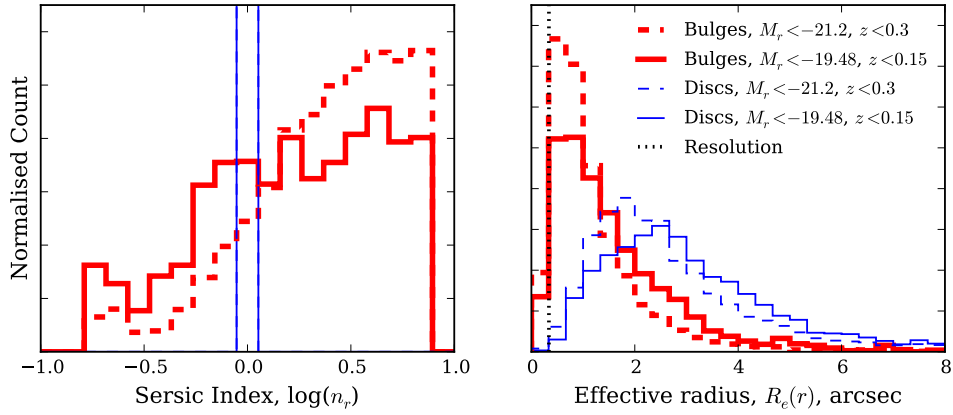 Normalised Count
−1.0 −0.5 0.0 0.5 1.0
Sersic Index, log(n_r)
Bulges, M_r<−21.2, z<0.3
Bulges, M_r<−19.48, z<0.15
Discs, M_r<−21.2, z<0.3
Discs, M_r<−19.48, z<0.15
Resolution
0 2 4 6 8
Effective radius, R_e(r), arcsec